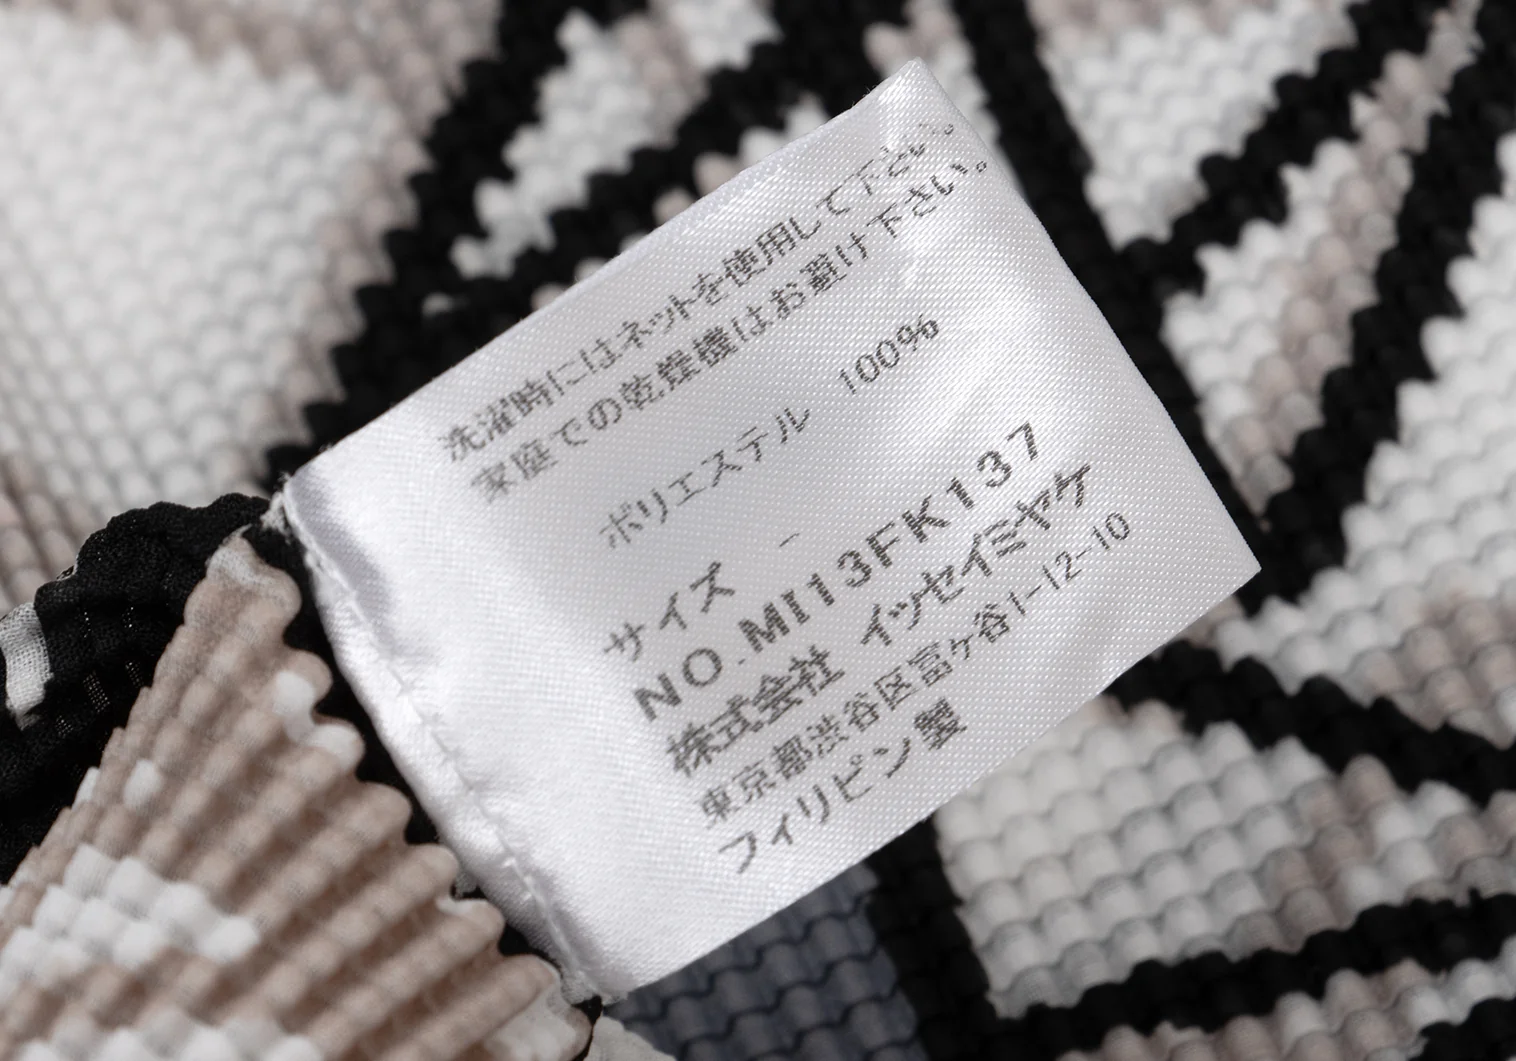 洗濯時にはネットを使用して下さい。
家庭での乾燥機はお避け下さい。
ポリエステル 100%
サイズ -
NO.MI13FK137
株式会社 イッセイミヤケ
東京都渋谷区富ヶ谷1-12-10
フィリピン製